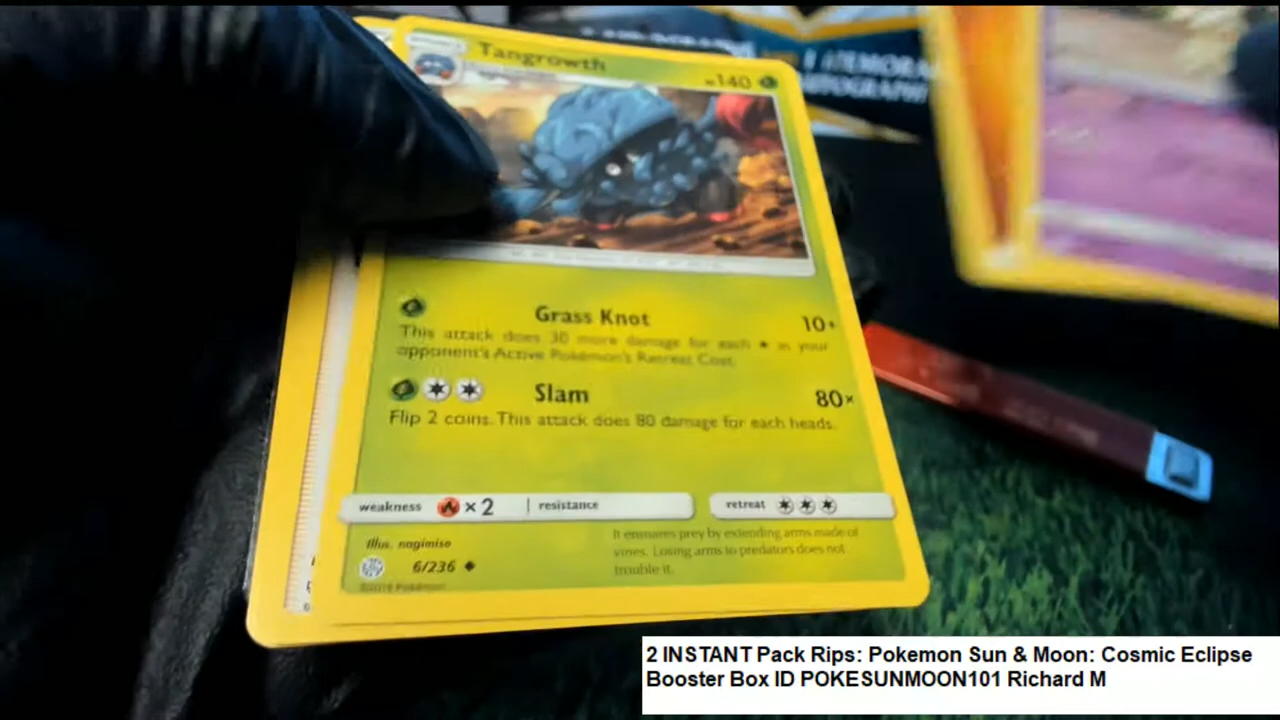 Tangrowth
140
Grass Knot
10+
This attack does 30 more damage for each in your
opponent's Active Pokémon's Retreat Cost.
Slam
80×
Flip 2 coins. This attack does 80 damage for each heads.
weakness ×2 resistance
retreat
It ensnares prey by extending arms made of
vines. Losing arms to predators does not
trouble it.
Illus. nagimiso
6/236
2 INSTANT Pack Rips: Pokemon Sun & Moon: Cosmic Eclipse
Booster Box ID POKESUNMOON101 Richard M